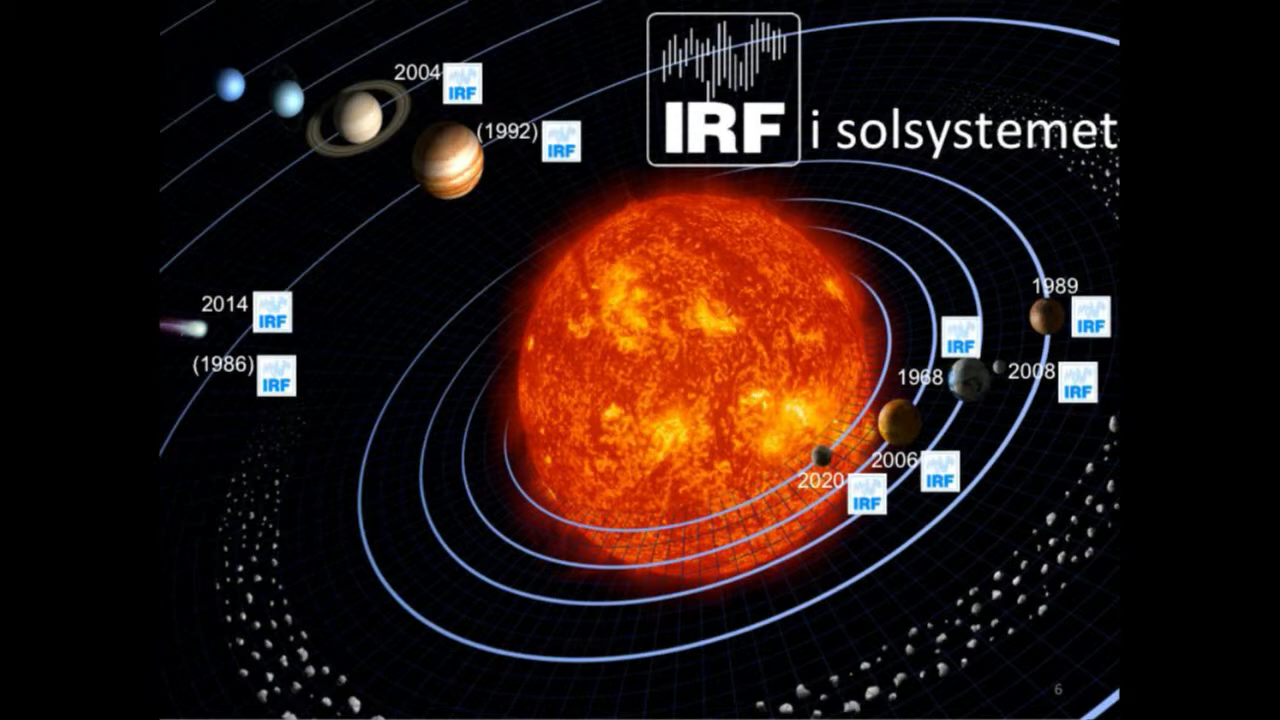 IRF i solsystemet
2004 IRF
(1992) IRF
1989 IRF
2014 IRF
IRF
(1986) IRF
1968
2008 IRF
2006 IRF
2020 IRF
6